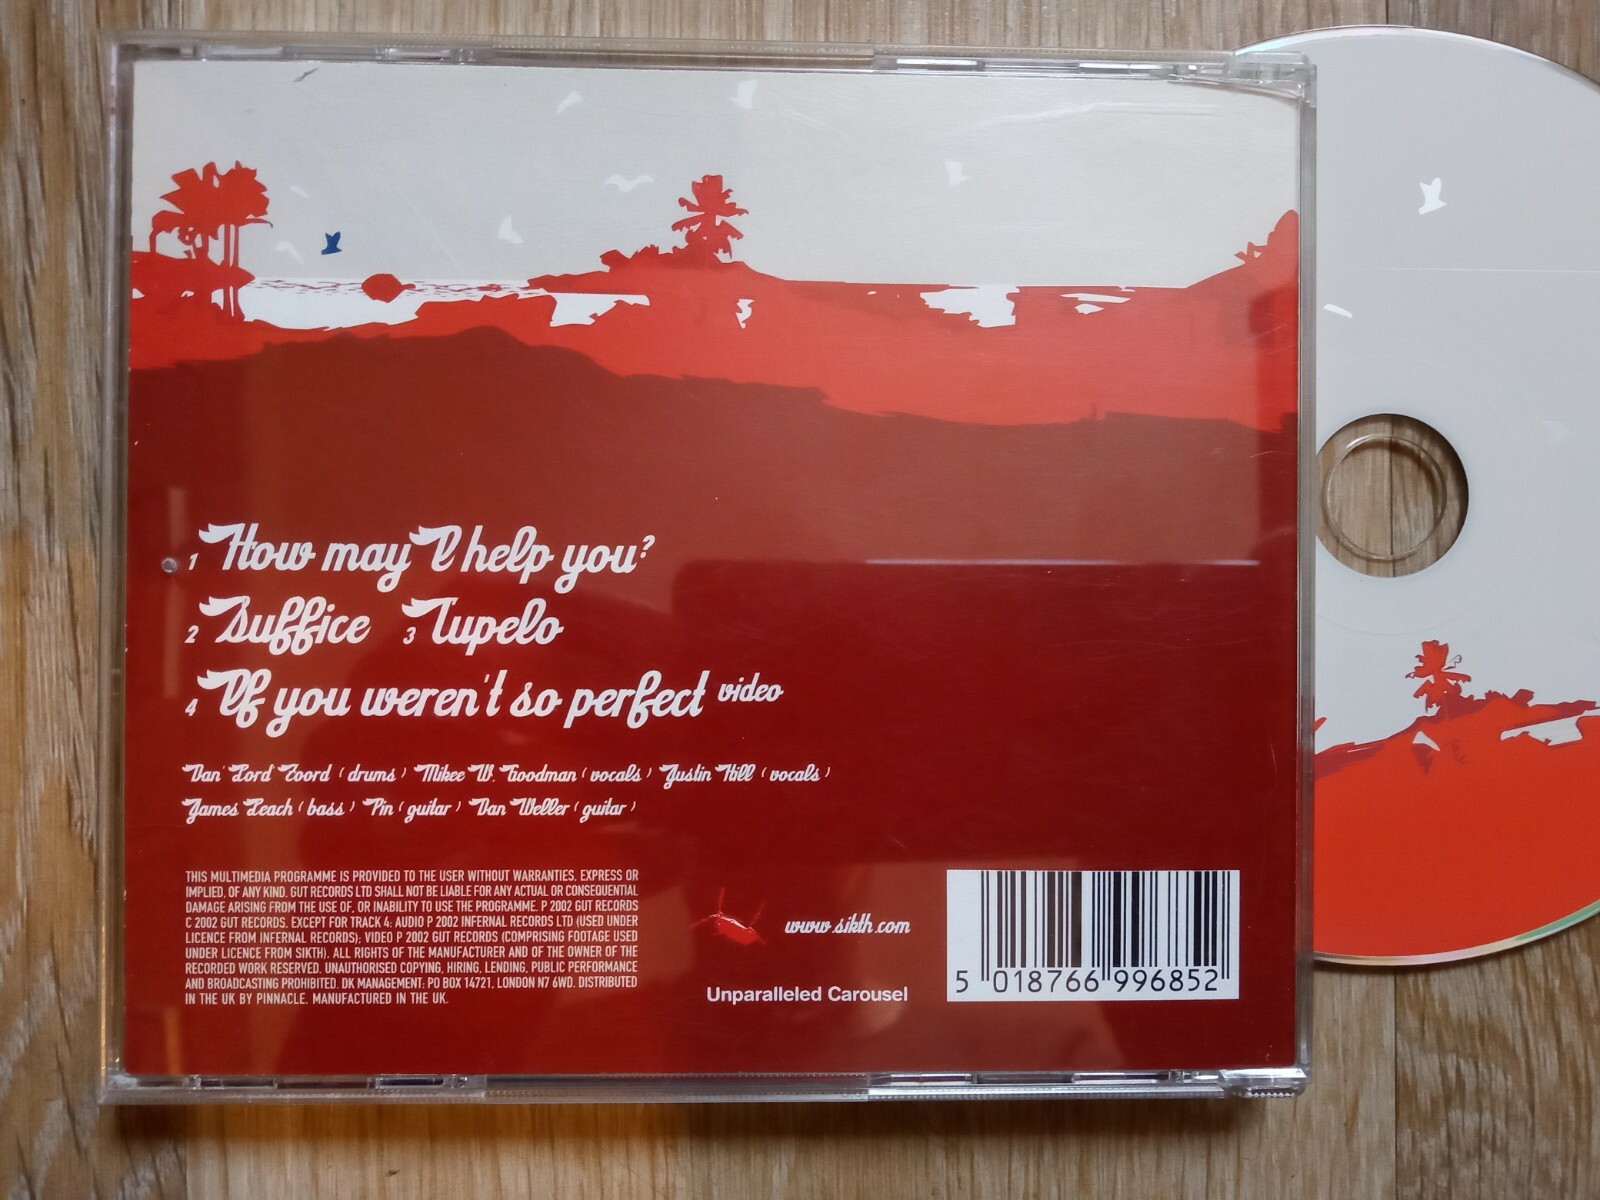 1 How may I help you?
2 Suffice 3 Tupelo
4 If you weren't so perfect video
Dan 'Lord' Foord (drums) Mikee W. Goodman (vocals) Justin Hill (vocals)
James Leach (bass) Pin (guitar) Dan Weller (guitar)
THIS MULTIMEDIA PROGRAMME IS PROVIDED TO THE USER WITHOUT WARRANTIES, EXPRESS OR
IMPLIED, OF ANY KIND. GUT RECORDS LTD SHALL NOT BE LIABLE FOR ANY ACTUAL OR CONSEQUENTIAL
DAMAGE ARISING FROM THE USE OF, OR INABILITY TO USE THE PROGRAMME. P 2002 GUT RECORDS
C 2002 GUT RECORDS. EXCEPT FOR TRACK 4: AUDIO P 2002 INFERNAL RECORDS LTD (USED UNDER
LICENCE FROM INFERNAL RECORDS); VIDEO P 2002 GUT RECORDS (COMPRISING FOOTAGE USED
UNDER LICENCE FROM SIKTH). ALL RIGHTS OF THE MANUFACTURER AND OF THE OWNER OF THE
RECORDED WORK RESERVED. UNAUTHORISED COPYING, HIRING, LENDING, PUBLIC PERFORMANCE
AND BROADCASTING PROHIBITED. DK MANAGEMENT: PO BOX 14721, LONDON N7 6WD. DISTRIBUTED
IN THE UK BY PINNACLE. MANUFACTURED IN THE UK.
www.sikth.com
Unparalleled Carousel
5 018766 996852